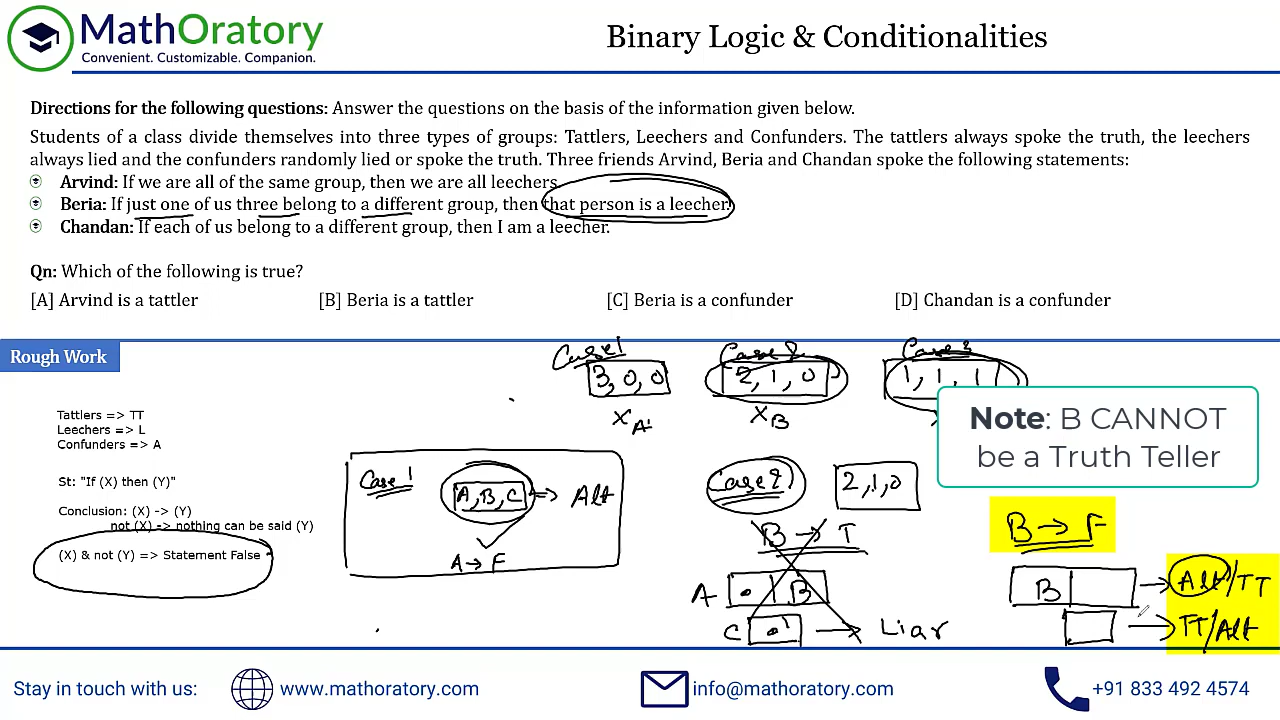 MathOratory
Convenient. Customizable. Companion.
Binary Logic & Conditionalities
Directions for the following questions: Answer the questions on the basis of the information given below.
Students of a class divide themselves into three types of groups: Tattlers, Leechers and Confunders. The tattlers always spoke the truth, the leechers
always lied and the confunders randomly lied or spoke the truth. Three friends Arvind, Beria and Chandan spoke the following statements:
Arvind: If we are all of the same group, then we are all leechers.
Beria: If just one of us three belong to a different group, then that person is a leecher.
Chandan: If each of us belong to a different group, then I am a leecher.
Qn: Which of the following is true?
[A] Arvind is a tattler [B] Beria is a tattler [C] Beria is a confunder [D] Chandan is a confunder
Rough Work
Case 1 Case 2 Case 3
3, 0, 0 2, 1, 0 1, 1, 1
X A X B
Note: B CANNOT
be a Truth Teller
Tattlers => TT
Leechers => L
Confunders => A
St: "If (X) then (Y)"
Conclusion: (X) -> (Y)
not (X) -> nothing can be said (Y)
(X) & not (Y) => Statement False
Case 1
A, B, C => Alt
A → F
Case 2 2, 1, 0
B → T
A B
C → Liar
B → F
B → Alt/TT
→ TT/Alt
Stay in touch with us: www.mathoratory.com info@mathoratory.com +91 833 492 4574